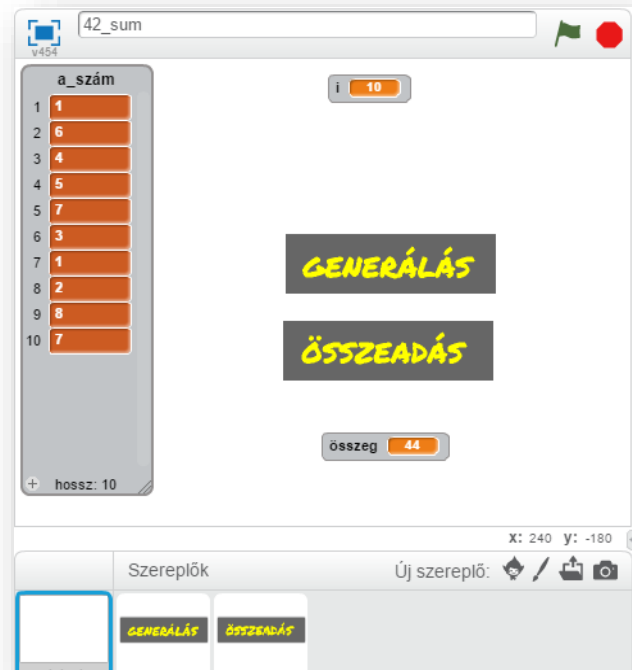 42_sum
v454
a_szám
1 1
2 6
3 4
4 5
5 7
6 3
7 1
8 2
9 8
10 7
+ hossz: 10
i 10
GENERÁLÁS
ÖSSZEADÁS
összeg 44
x: 240 y: -180
Szereplők
Új szereplő:
GENERÁLÁS
ÖSSZEADÁS